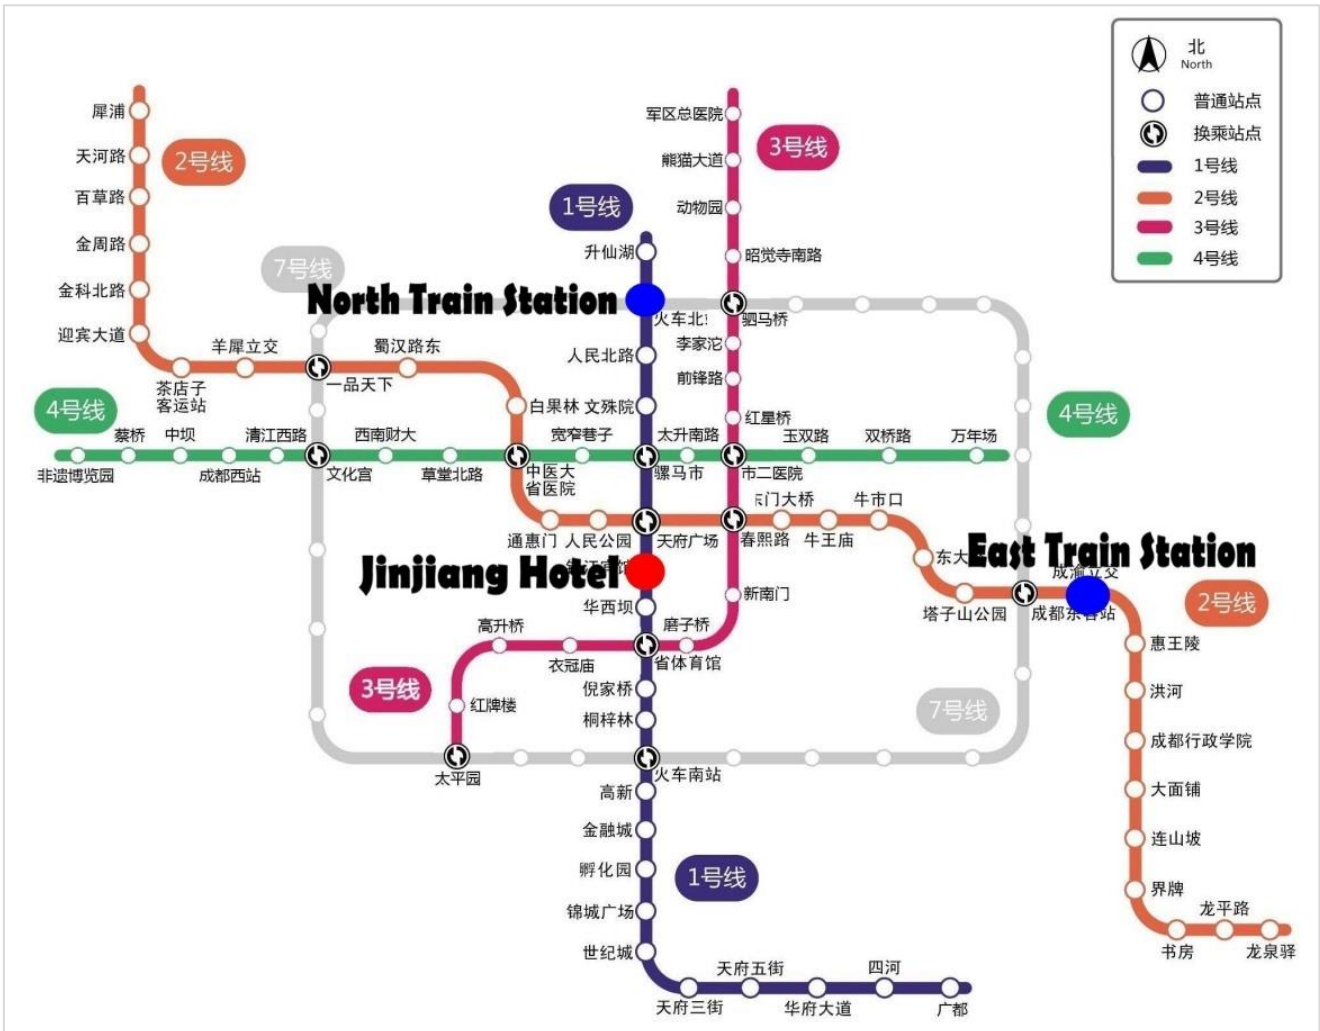 北
North
普通站点
换乘站点
1号线
2号线
3号线
4号线
犀浦
天河路
百草路
金周路
金科北路
迎宾大道
2号线
茶店子
客运站
羊犀立交
一品天下
蜀汉路东
白果林
7号线
1号线
升仙湖
North Train Station
火车北
人民北路
文殊院
3号线
军区总医院
熊猫大道
动物园
昭觉寺南路
驷马桥
李家沱
前锋路
红星桥
4号线
非遗博览园
蔡桥
中坝
成都西站
清江西路
文化宫
西南财大
草堂北路
中医大
省医院
宽窄巷子
骡马市
太升南路
市二医院
玉双路
双桥路
万年场
4号线
通惠门
人民公园
天府广场
春熙路
东门大桥
牛王庙
牛市口
东大
塔子山公园
East Train Station
成渝立交
成都东客站
2号线
Jinjiang Hotel
华西坝
新南门
高升桥
衣冠庙
省体育馆
磨子桥
3号线
红牌楼
太平园
倪家桥
桐梓林
火车南站
7号线
高新
金融城
孵化园
锦城广场
世纪城
1号线
天府三街
天府五街
华府大道
四河
广都
惠王陵
洪河
成都行政学院
大面铺
连山坡
界牌
书房
龙平路
龙泉驿